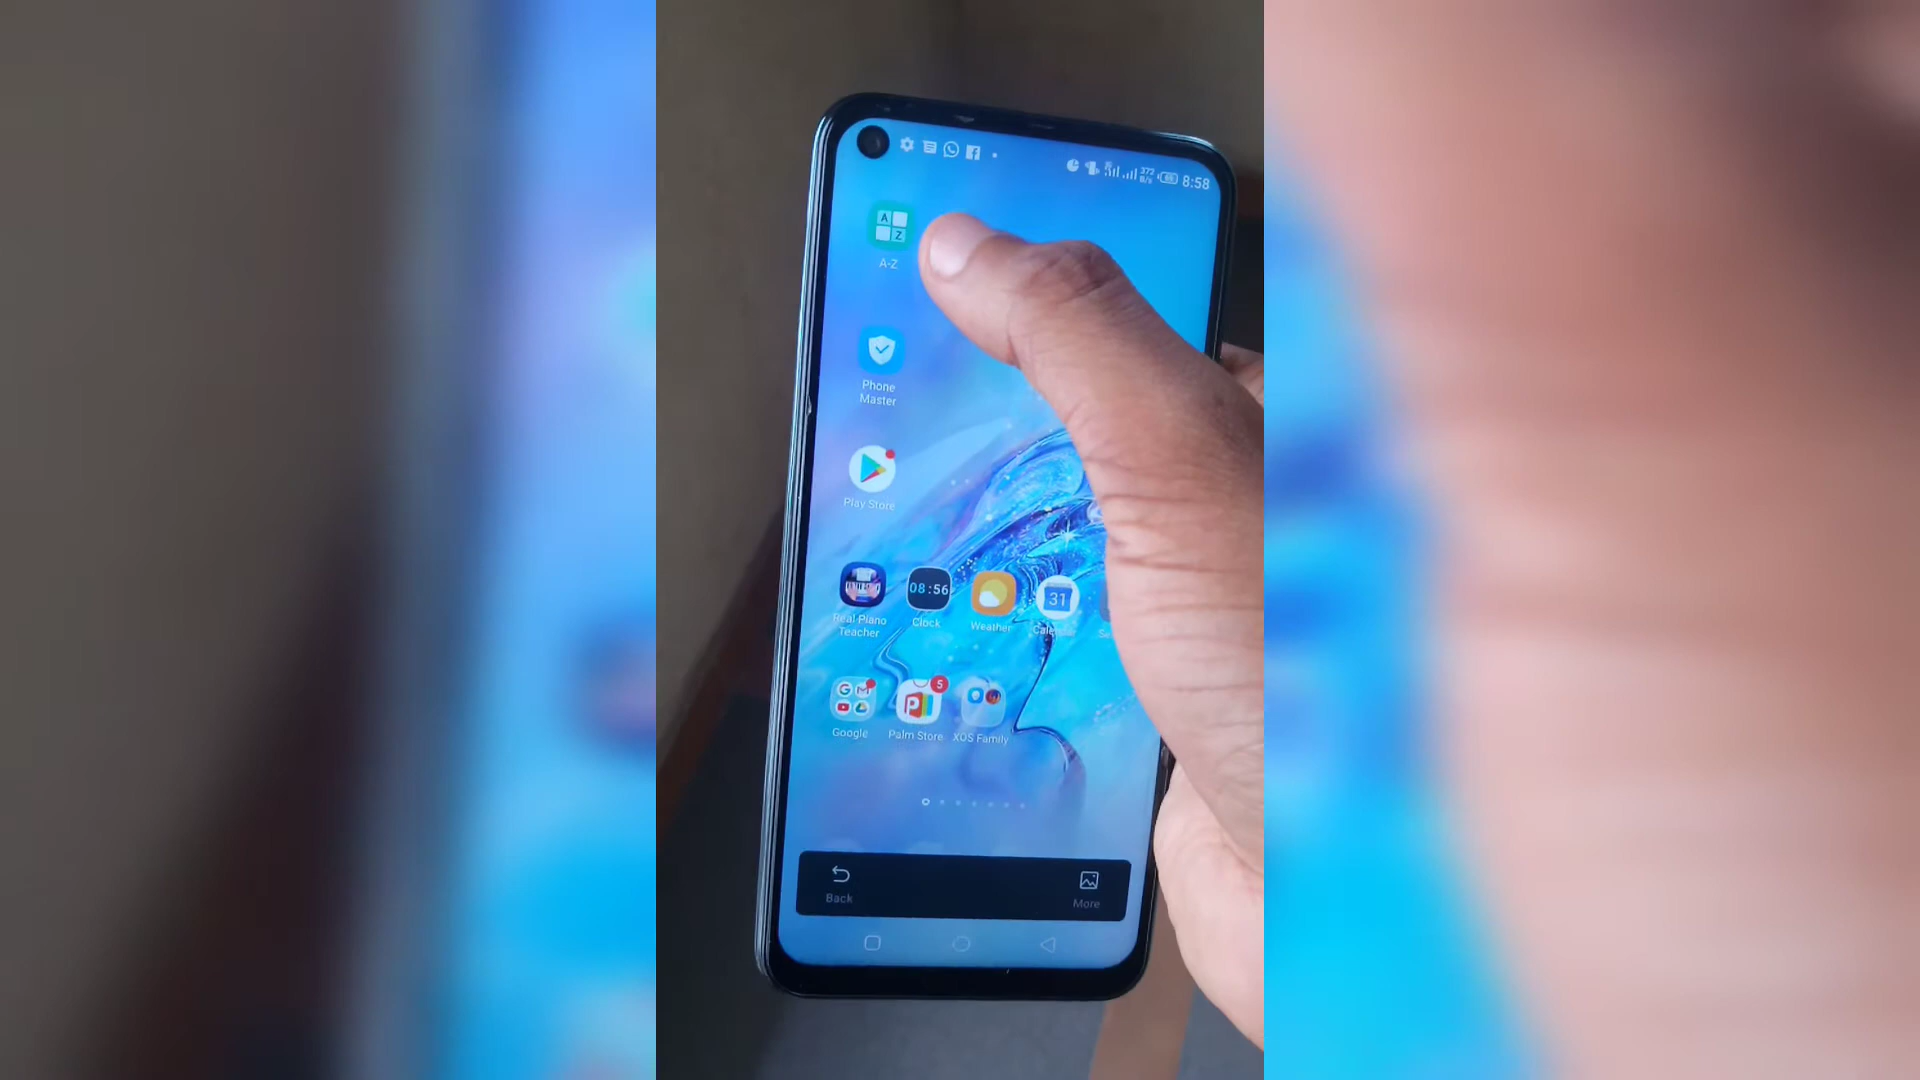 8:58
A Z
A-Z
Phone
Master
Play Store
Real Piano
Teacher
08:56
Clock
Weather
31
5
Google
Palm Store
XOS Family
Back
More